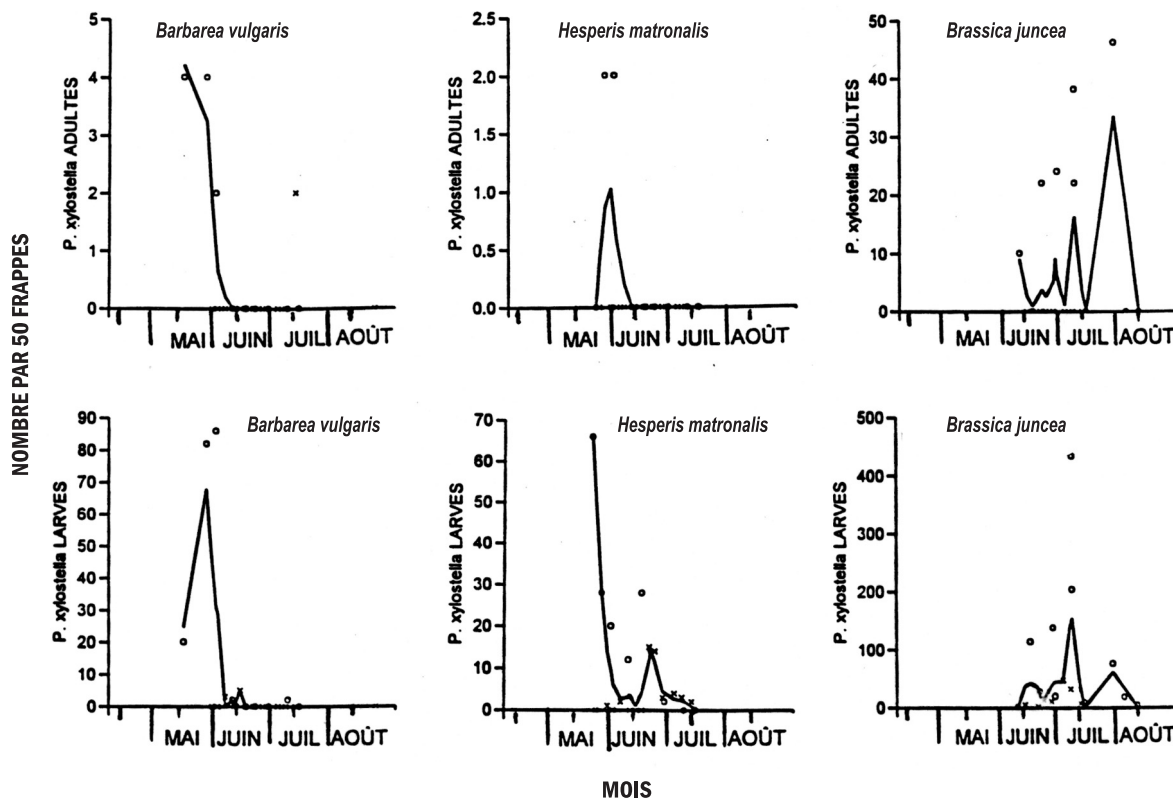 NOMBRE PAR 50 FRAPPES
Barbarea vulgaris
P. xylostella ADULTES
5
4
3
2
1
0
MAI JUIN JUIL AOÛT
Hesperis matronalis
P. xylostella ADULTES
2.5
2.0
1.5
1.0
0.5
0.0
MAI JUIN JUIL AOÛT
Brassica juncea
P. xylostella ADULTES
50
40
30
20
10
0
MAI JUIN JUIL AOÛT
Barbarea vulgaris
P. xylostella LARVES
90
80
70
60
50
40
30
20
10
0
MAI JUIN JUIL AOÛT
Hesperis matronalis
P. xylostella LARVES
70
60
50
40
30
20
10
0
MAI JUIN JUIL AOÛT
Brassica juncea
P. xylostella LARVES
500
400
300
200
100
0
MAI JUIN JUIL AOÛT
MOIS